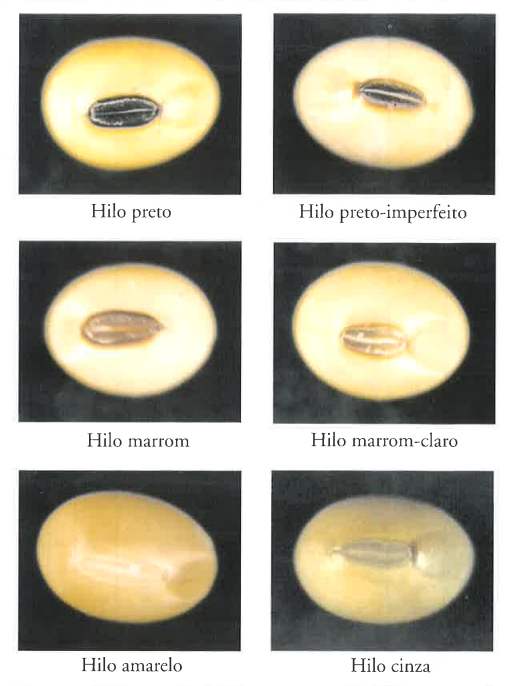 Hilo preto
Hilo preto-imperfeito
Hilo marrom
Hilo marrom-claro
Hilo amarelo
Hilo cinza